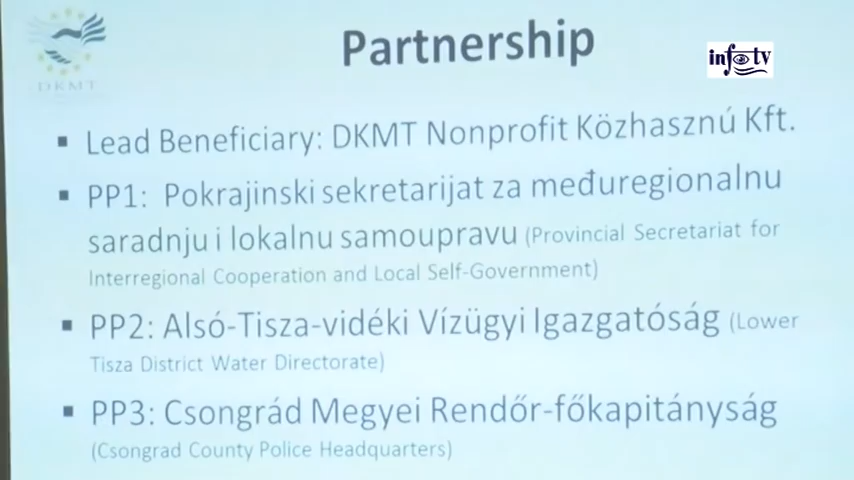 DKMT
Partnership
infotv
▪ Lead Beneficiary: DKMT Nonprofit Közhasznú Kft.
▪ PP1: Pokrajinski sekretarijat za međuregionalnu
saradnju i lokalnu samoupravu (Provincial Secretariat for
Interregional Cooperation and Local Self-Government)
▪ PP2: Alsó-Tisza-vidéki Vízügyi Igazgatóság (Lower
Tisza District Water Directorate)
▪ PP3: Csongrád Megyei Rendőr-főkapitányság
(Csongrad County Police Headquarters)